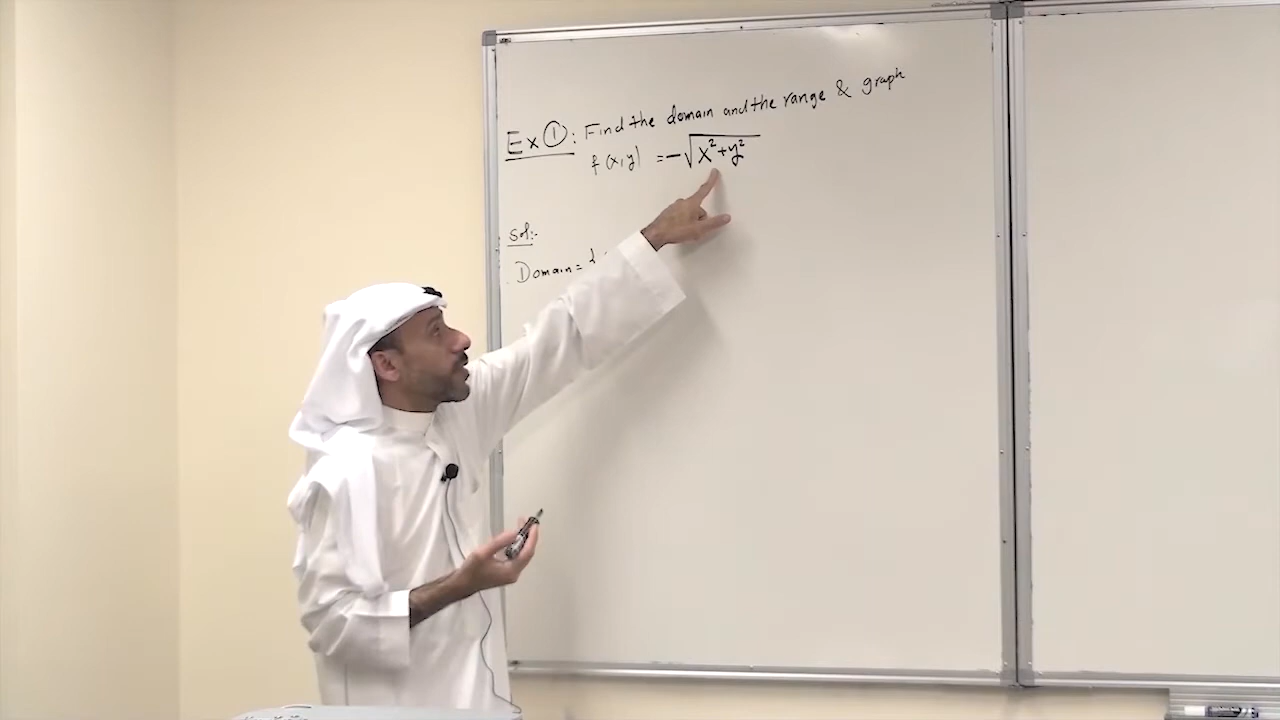 Ex ①: Find the domain and the range & graph
f(x,y) = -√(x²+y²)
Sol:-
Domain = {